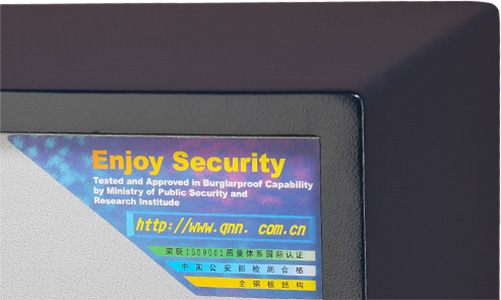 Enjoy Security
Tested and Approved in Burglarproof Capability
by Ministry of Public Security and
Research Institude
http://www.qnn. com.cn
荣获ISO9001质量体系国际认证
中国公安部检测合格
全钢板结构